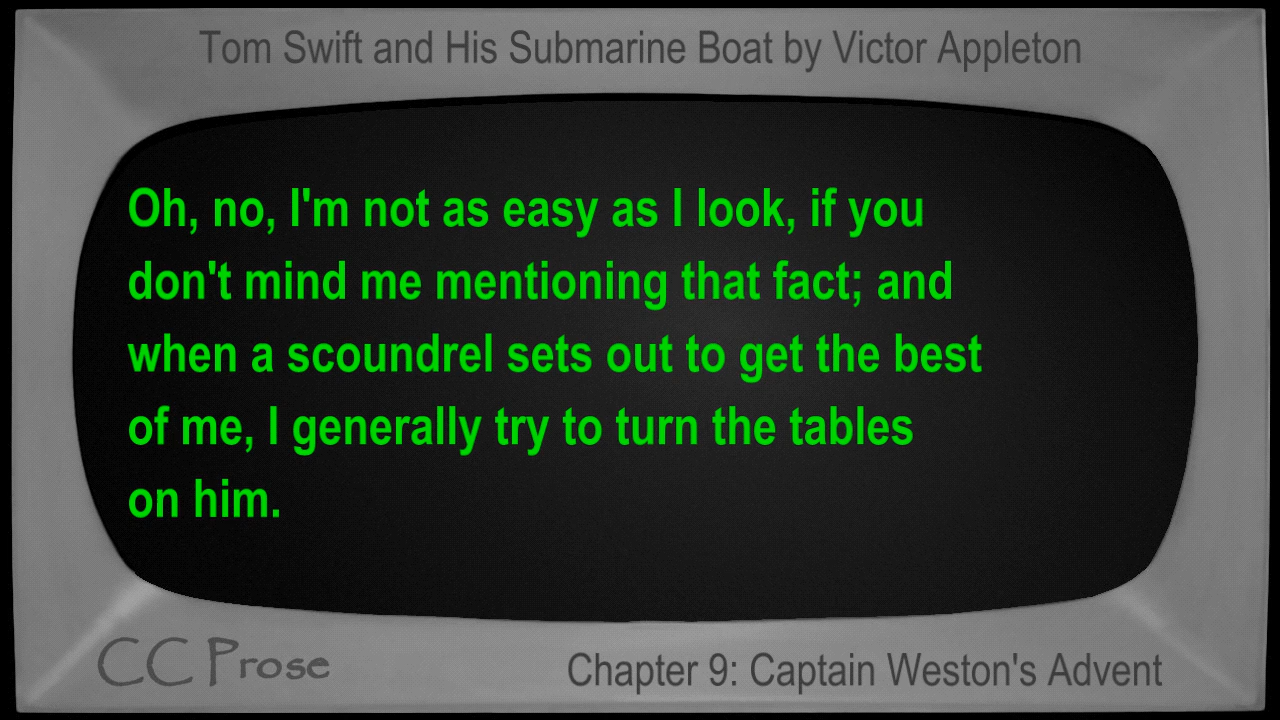 Tom Swift and His Submarine Boat by Victor Appleton
Oh, no, I'm not as easy as I look, if you
don't mind me mentioning that fact; and
when a scoundrel sets out to get the best
of me, I generally try to turn the tables
on him.
CC Prose
Chapter 9: Captain Weston's Advent